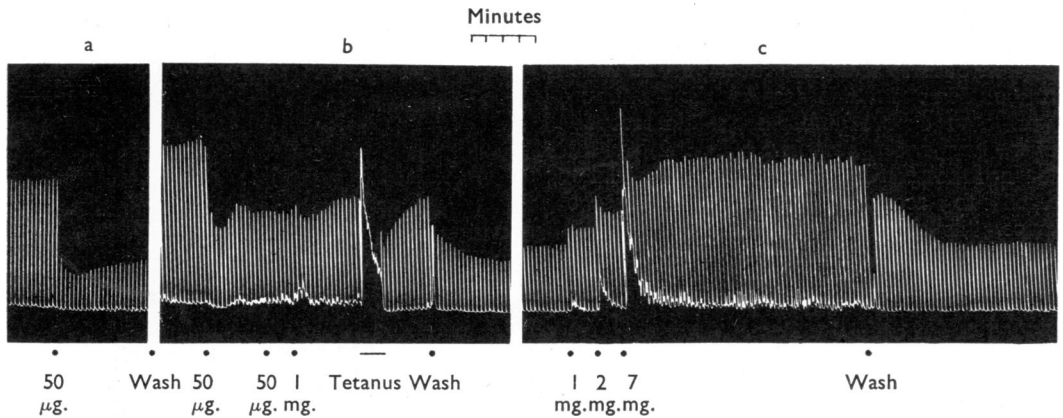 Minutes
a b c
50 Wash 50 50 1 Tetanus Wash 1 2 7 Wash
μg. μg. μg. mg. mg. mg. mg.